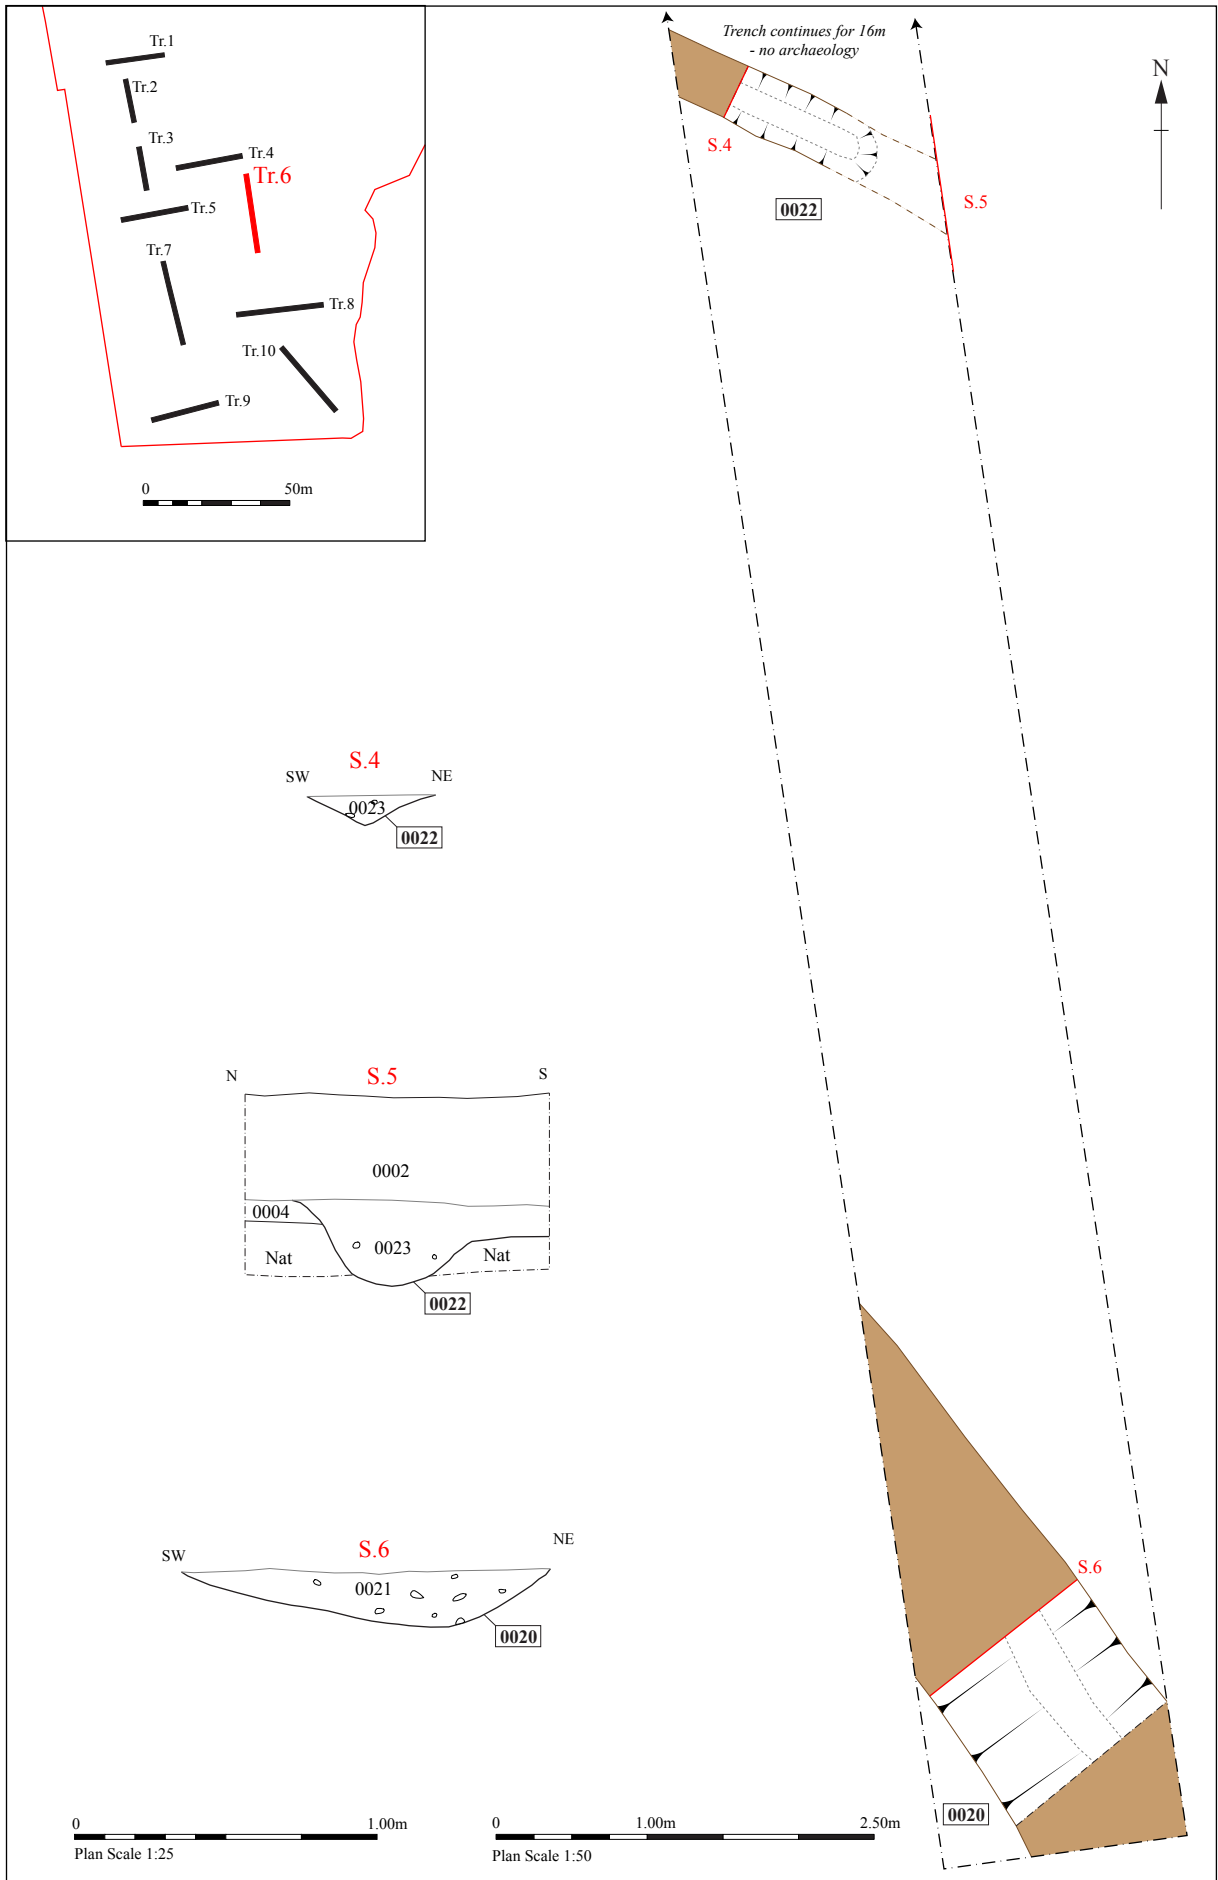 Tr.1
Tr.2
Tr.3
Tr.4
Tr.6
Tr.5
Tr.7
Tr.8
Tr.10
Tr.9
0 50m
Trench continues for 16m
- no archaeology
N
S.4
0022
S.5
S.4
SW NE
0023
0022
S.5
N S
0002
0004
0023
Nat Nat
0022
S.6
SW NE
0021
0020
S.6
0020
0 1.00m
Plan Scale 1:25
0 1.00m 2.50m
Plan Scale 1:50